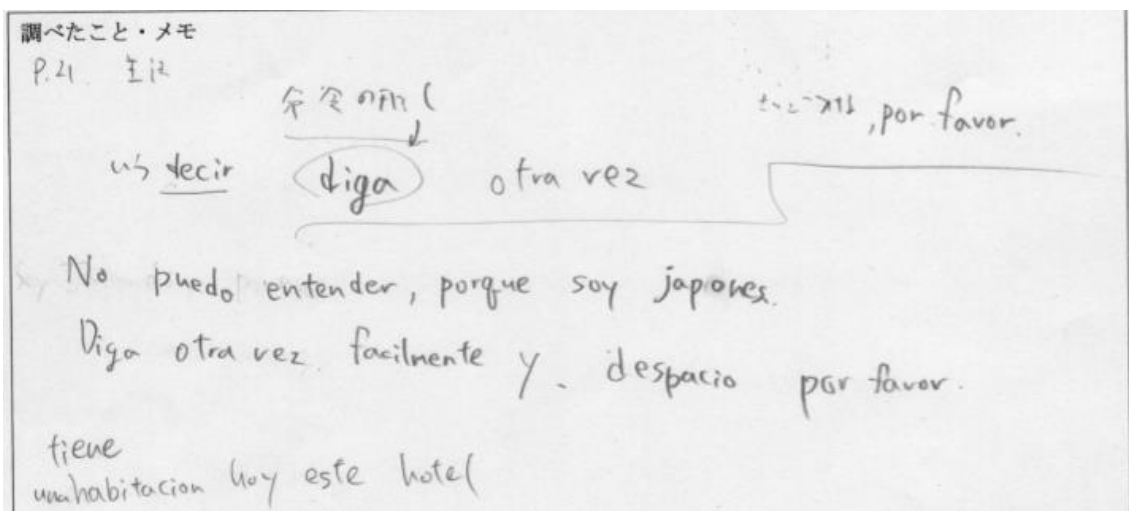 調べたこと・メモ
P.21
命令の所
, por favor.
いう decir diga otra vez
No puedo entender, porque soy japones.
Diga otra vez facilmente y despacio por favor.
tiene
una habitacion hoy este hotel